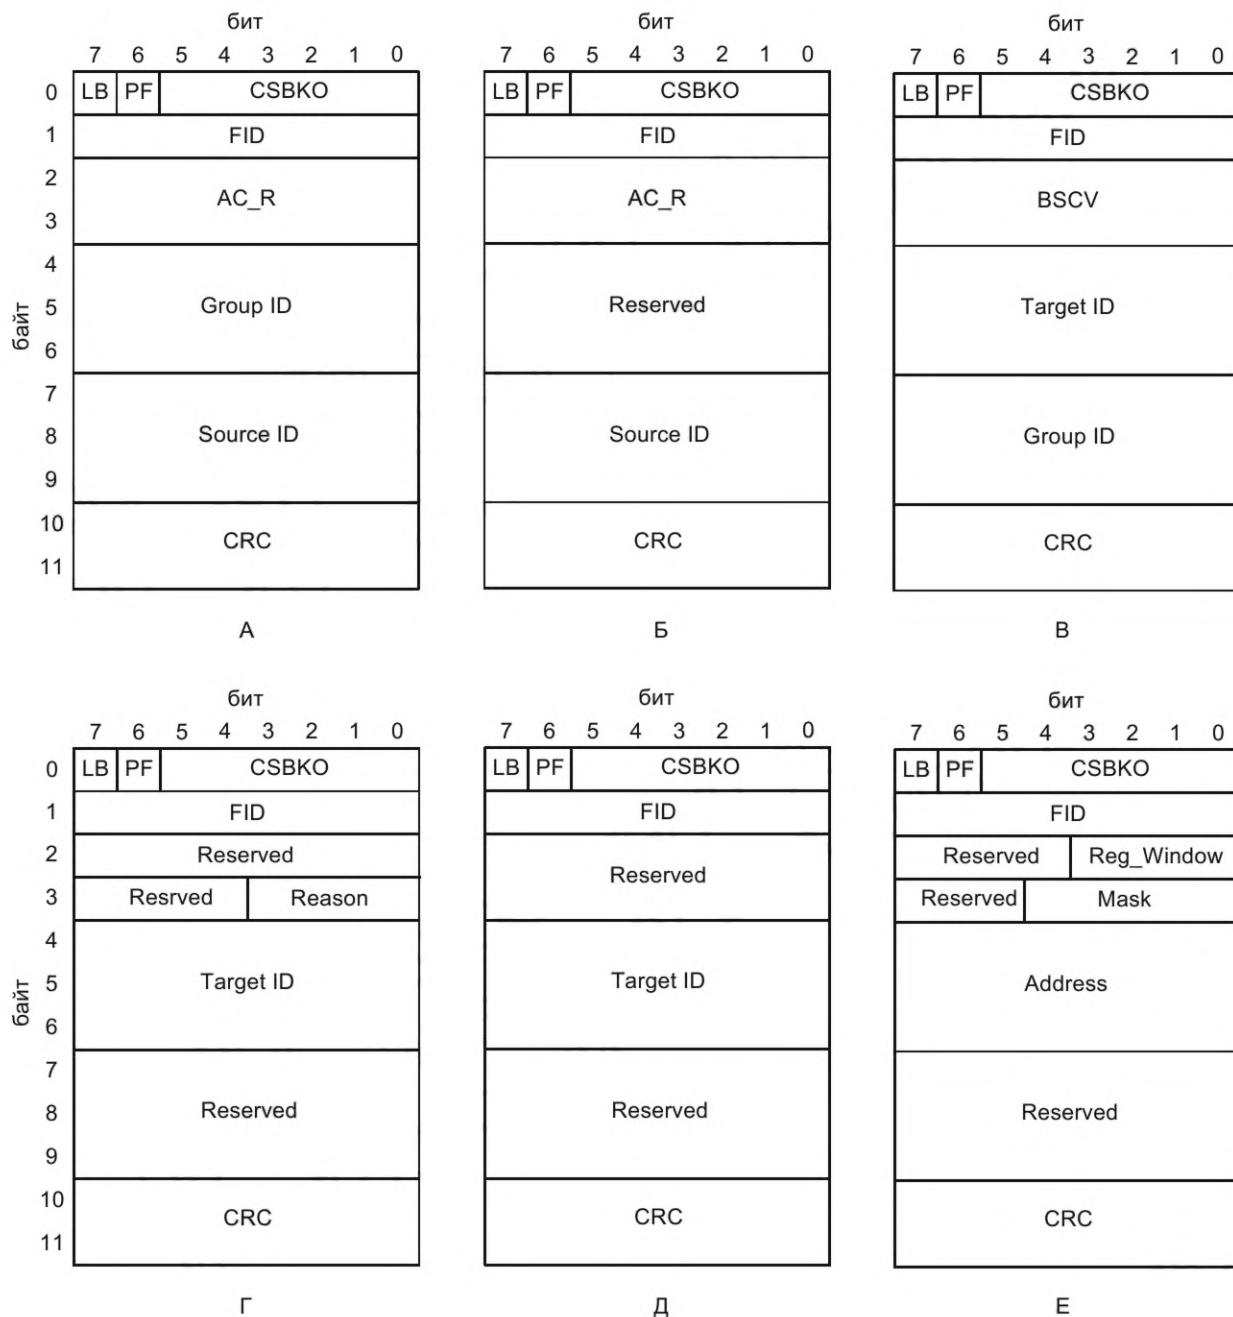 бит бит бит
7 6 5 4 3 2 1 0 7 6 5 4 3 2 1 0 7 6 5 4 3 2 1 0
0 LB PF CSBKO LB PF CSBKO LB PF CSBKO
1 FID FID FID
2
AC_R AC_R BSCV
3
4
байт 5 Group ID Reserved Target ID
6
7
8 Source ID Source ID Group ID
9
10
CRC CRC CRC
11
А Б В
бит бит бит
7 6 5 4 3 2 1 0 7 6 5 4 3 2 1 0 7 6 5 4 3 2 1 0
0 LB PF CSBKO LB PF CSBKO LB PF CSBKO
1 FID FID FID
2 Reserved Reserved Reserved Reg_Window
3 Resrved Reason Reserved Mask
4
байт 5 Target ID Target ID Address
6
7
8 Reserved Reserved Reserved
9
10
CRC CRC CRC
11
Г Д Е